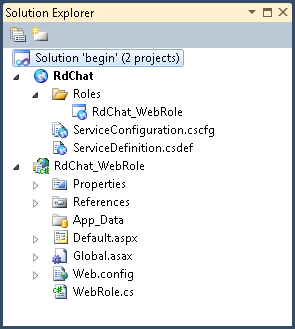 Solution Explorer
Solution 'begin' (2 projects)
RdChat
Roles
RdChat_WebRole
ServiceConfiguration.cscfg
ServiceDefinition.csdef
RdChat_WebRole
Properties
References
App_Data
Default.aspx
Global.asax
Web.config
WebRole.cs